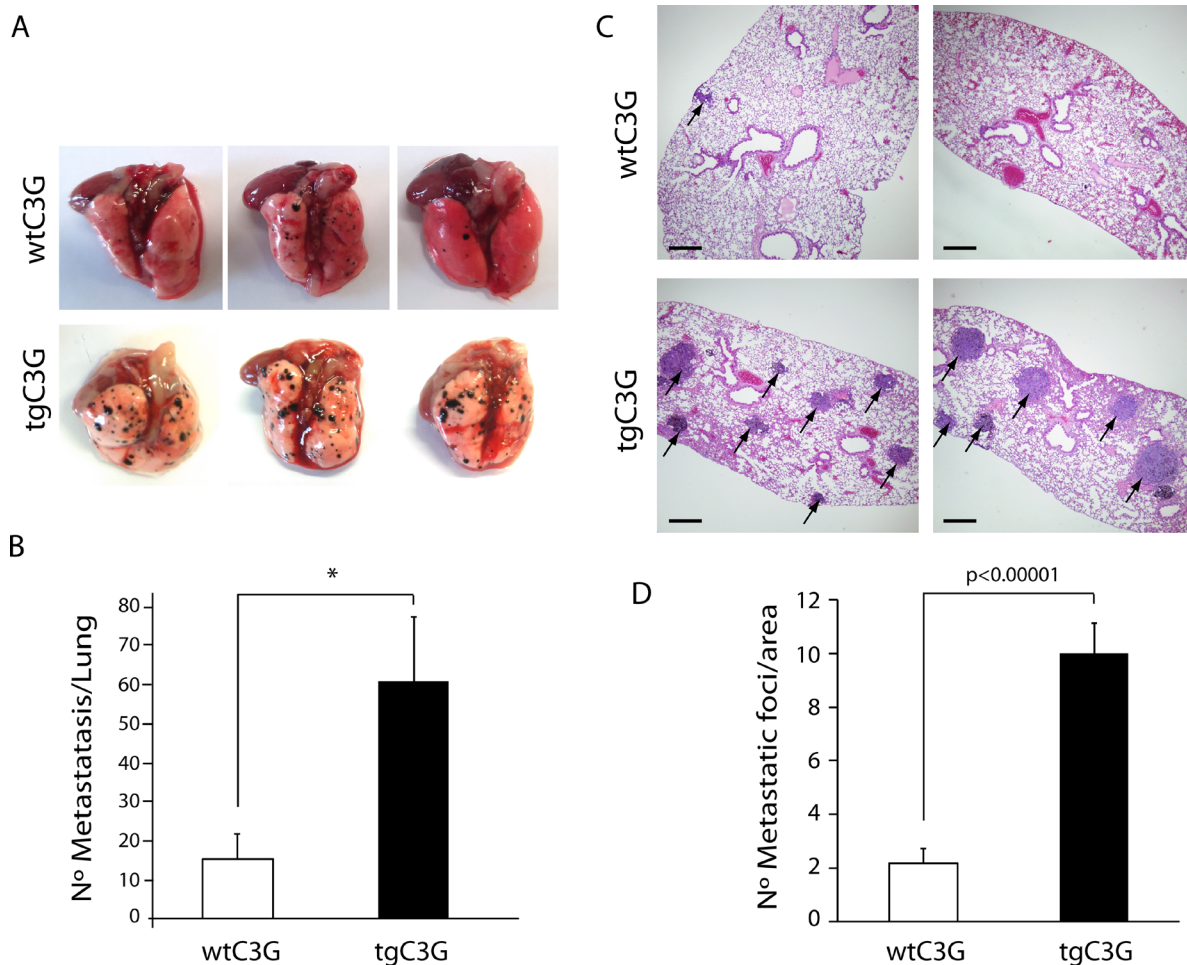 A
wtC3G
tgC3G
B
*
Nº Metastatasis/Lung
80
70
60
50
40
30
20
10
0
wtC3G
tgC3G
C
wtC3G
tgC3G
D
p<0.00001
Nº Metastatic foci/area
12
10
8
6
4
2
0
wtC3G
tgC3G